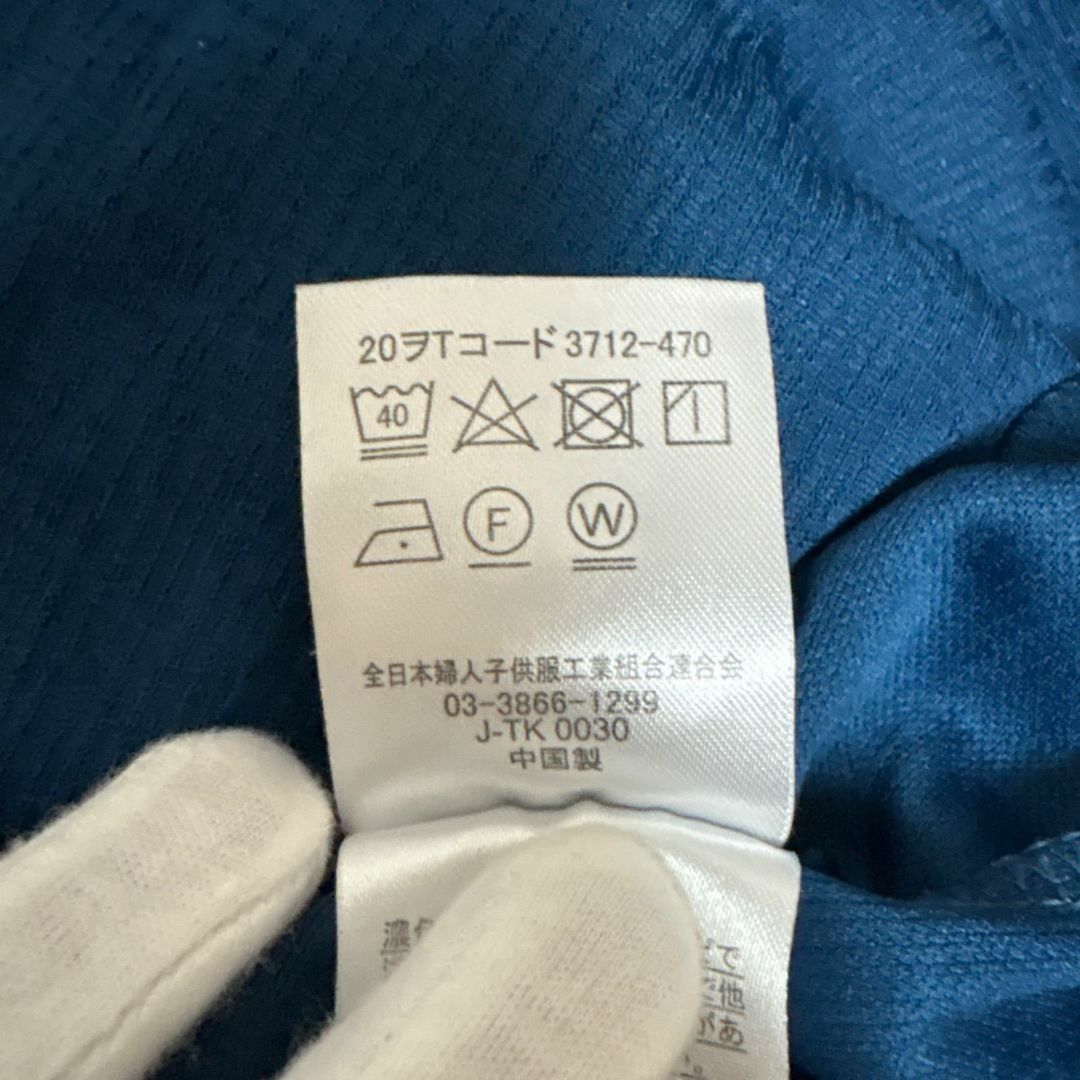 20ヲTコード3712-470
40
F
W
全日本婦人子供服工業組合連合会
03-3866-1299
J-TK 0030
中国製